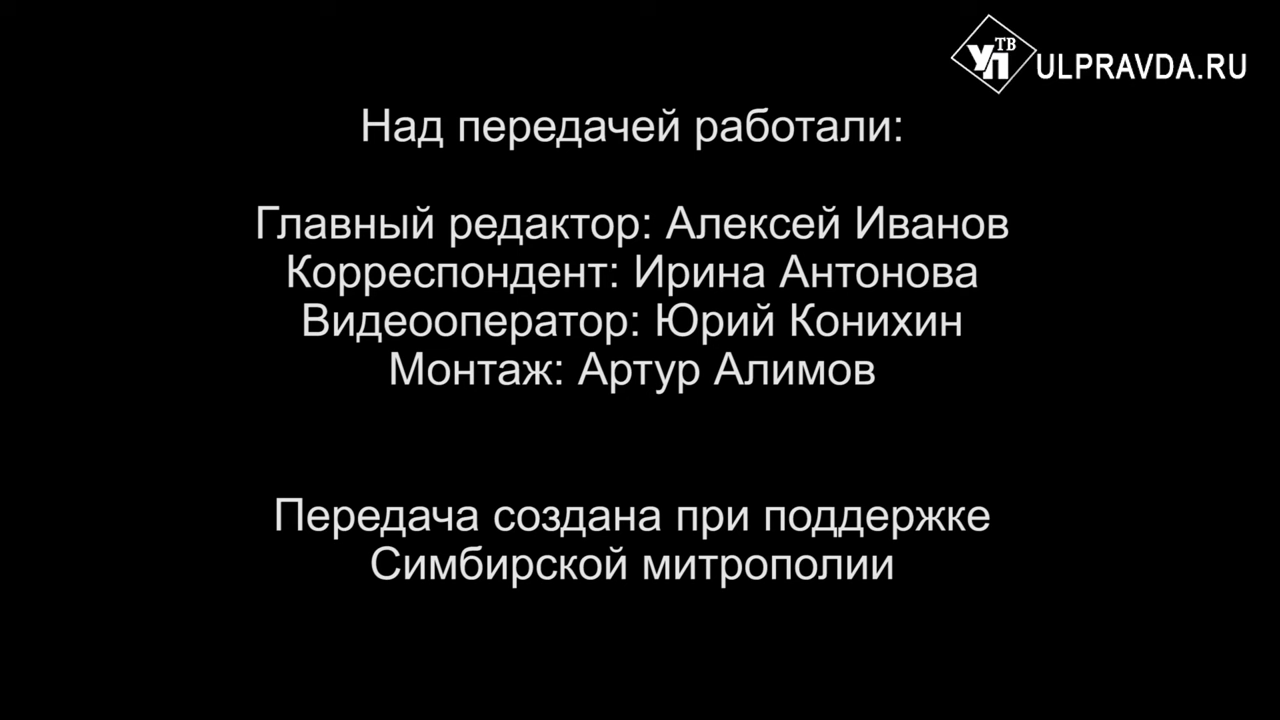 УП ТВ ULPRAVDA.RU
Над передачей работали:
Главный редактор: Алексей Иванов
Корреспондент: Ирина Антонова
Видеооператор: Юрий Конихин
Монтаж: Артур Алимов
Передача создана при поддержке
Симбирской митрополии